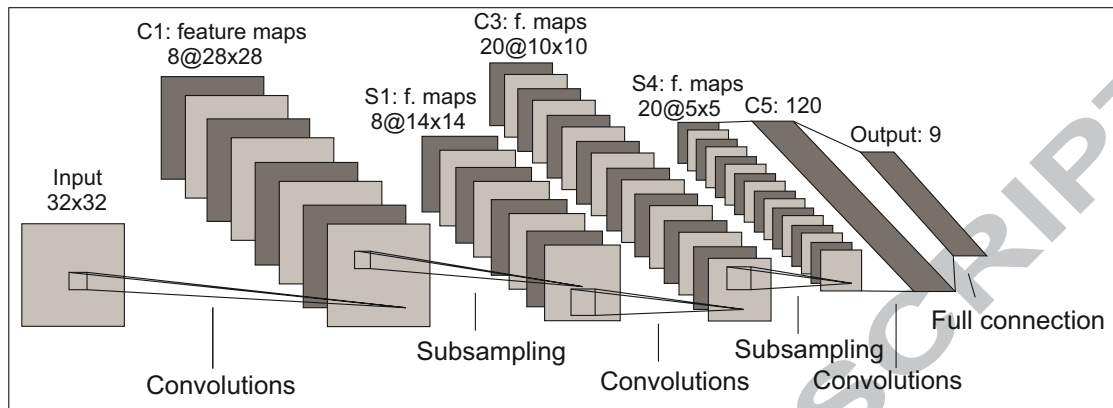 C1: feature maps
8@28x28
C3: f. maps
20@10x10
S1: f. maps
8@14x14
S4: f. maps
20@5x5
C5: 120
Output: 9
Input
32x32
Full connection
Subsampling
Subsampling
Convolutions
Convolutions
Convolutions
SCRIPT